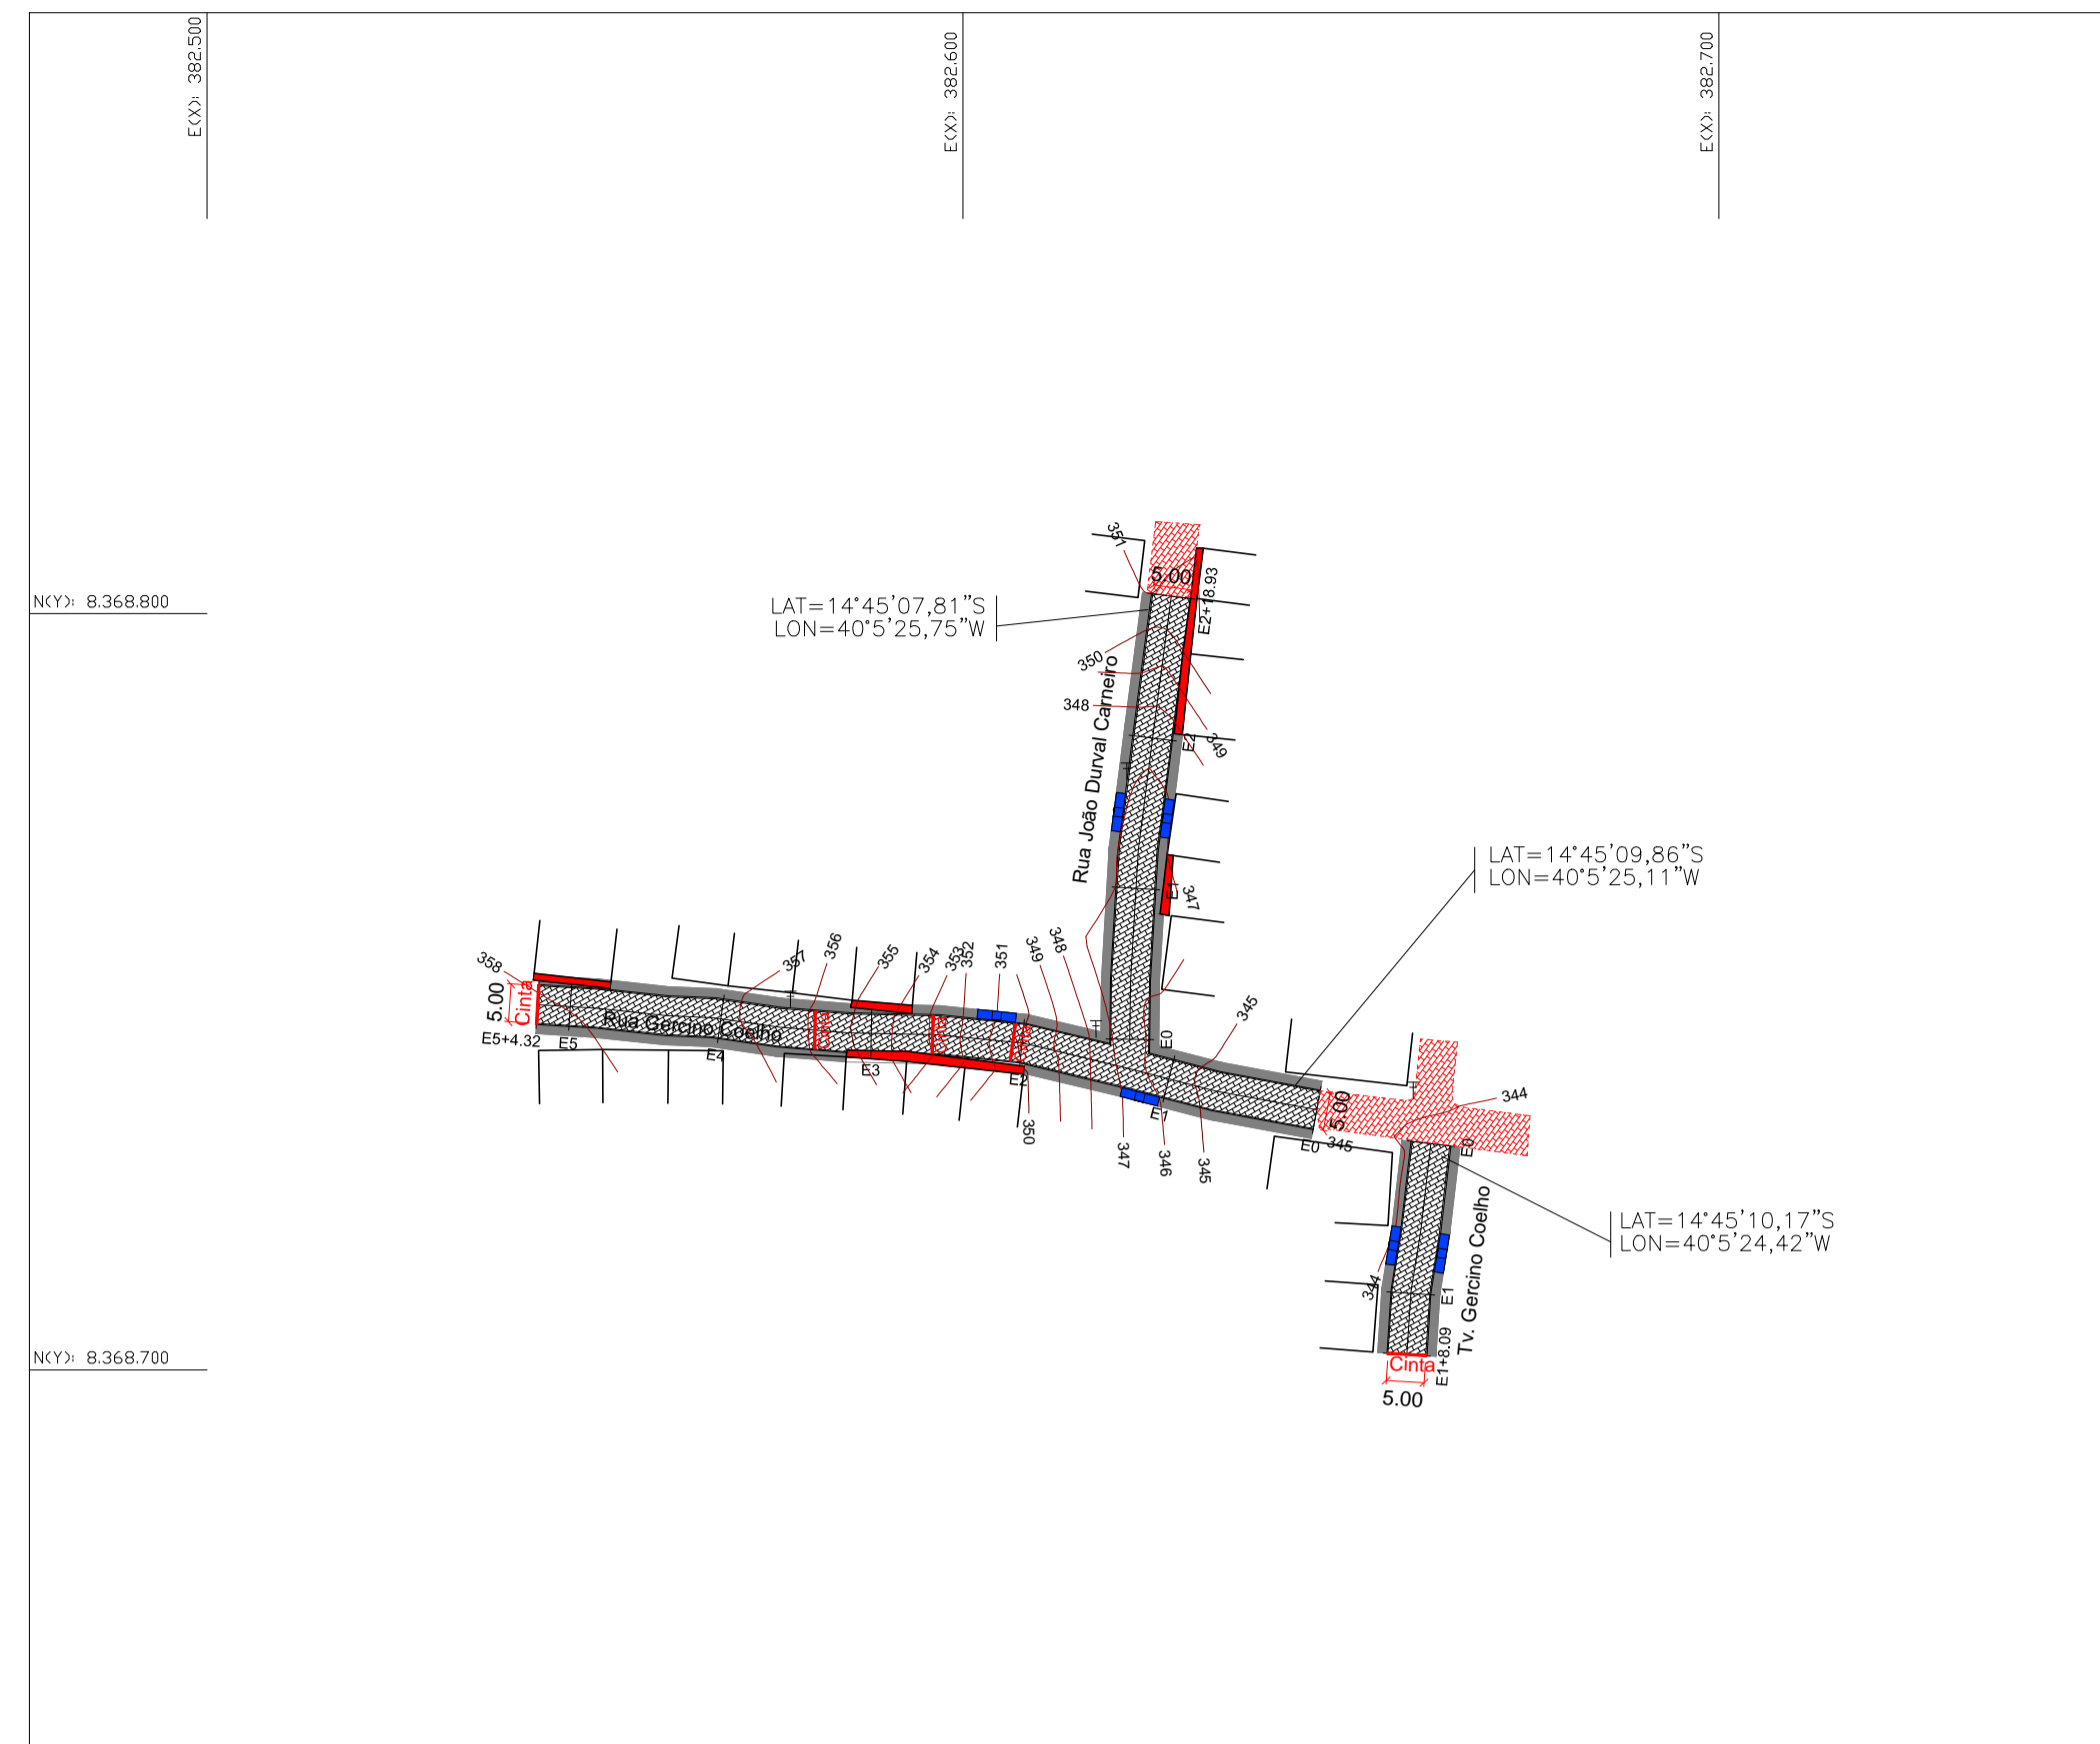 E(X): 382.500
E(X): 382.600
E(X): 382.700
N(Y): 8.368.800
N(Y): 8.368.700
LAT=14°45'07,81"S
LON=40°5'25,75"W
351
5.00
E2+18.93
350
348
349
E2
Rua João Durval Carneiro
E1
347
E0
LAT=14°45'09,86"S
LON=40°5'25,11"W
358
357
356
355
354
353
352
351
349
348
345
5.00
Cinta
Rua Gercino Coelho
Cinta
Cinta
Cinta
E5+4.32
E5
E4
E3
E2
E1
E0
350
347
346
345
345
5.00
344
E0
LAT=14°45'10,17"S
LON=40°5'24,42"W
344
E1
Tv. Gercino Coelho
E1+8.09
Cinta
5.00